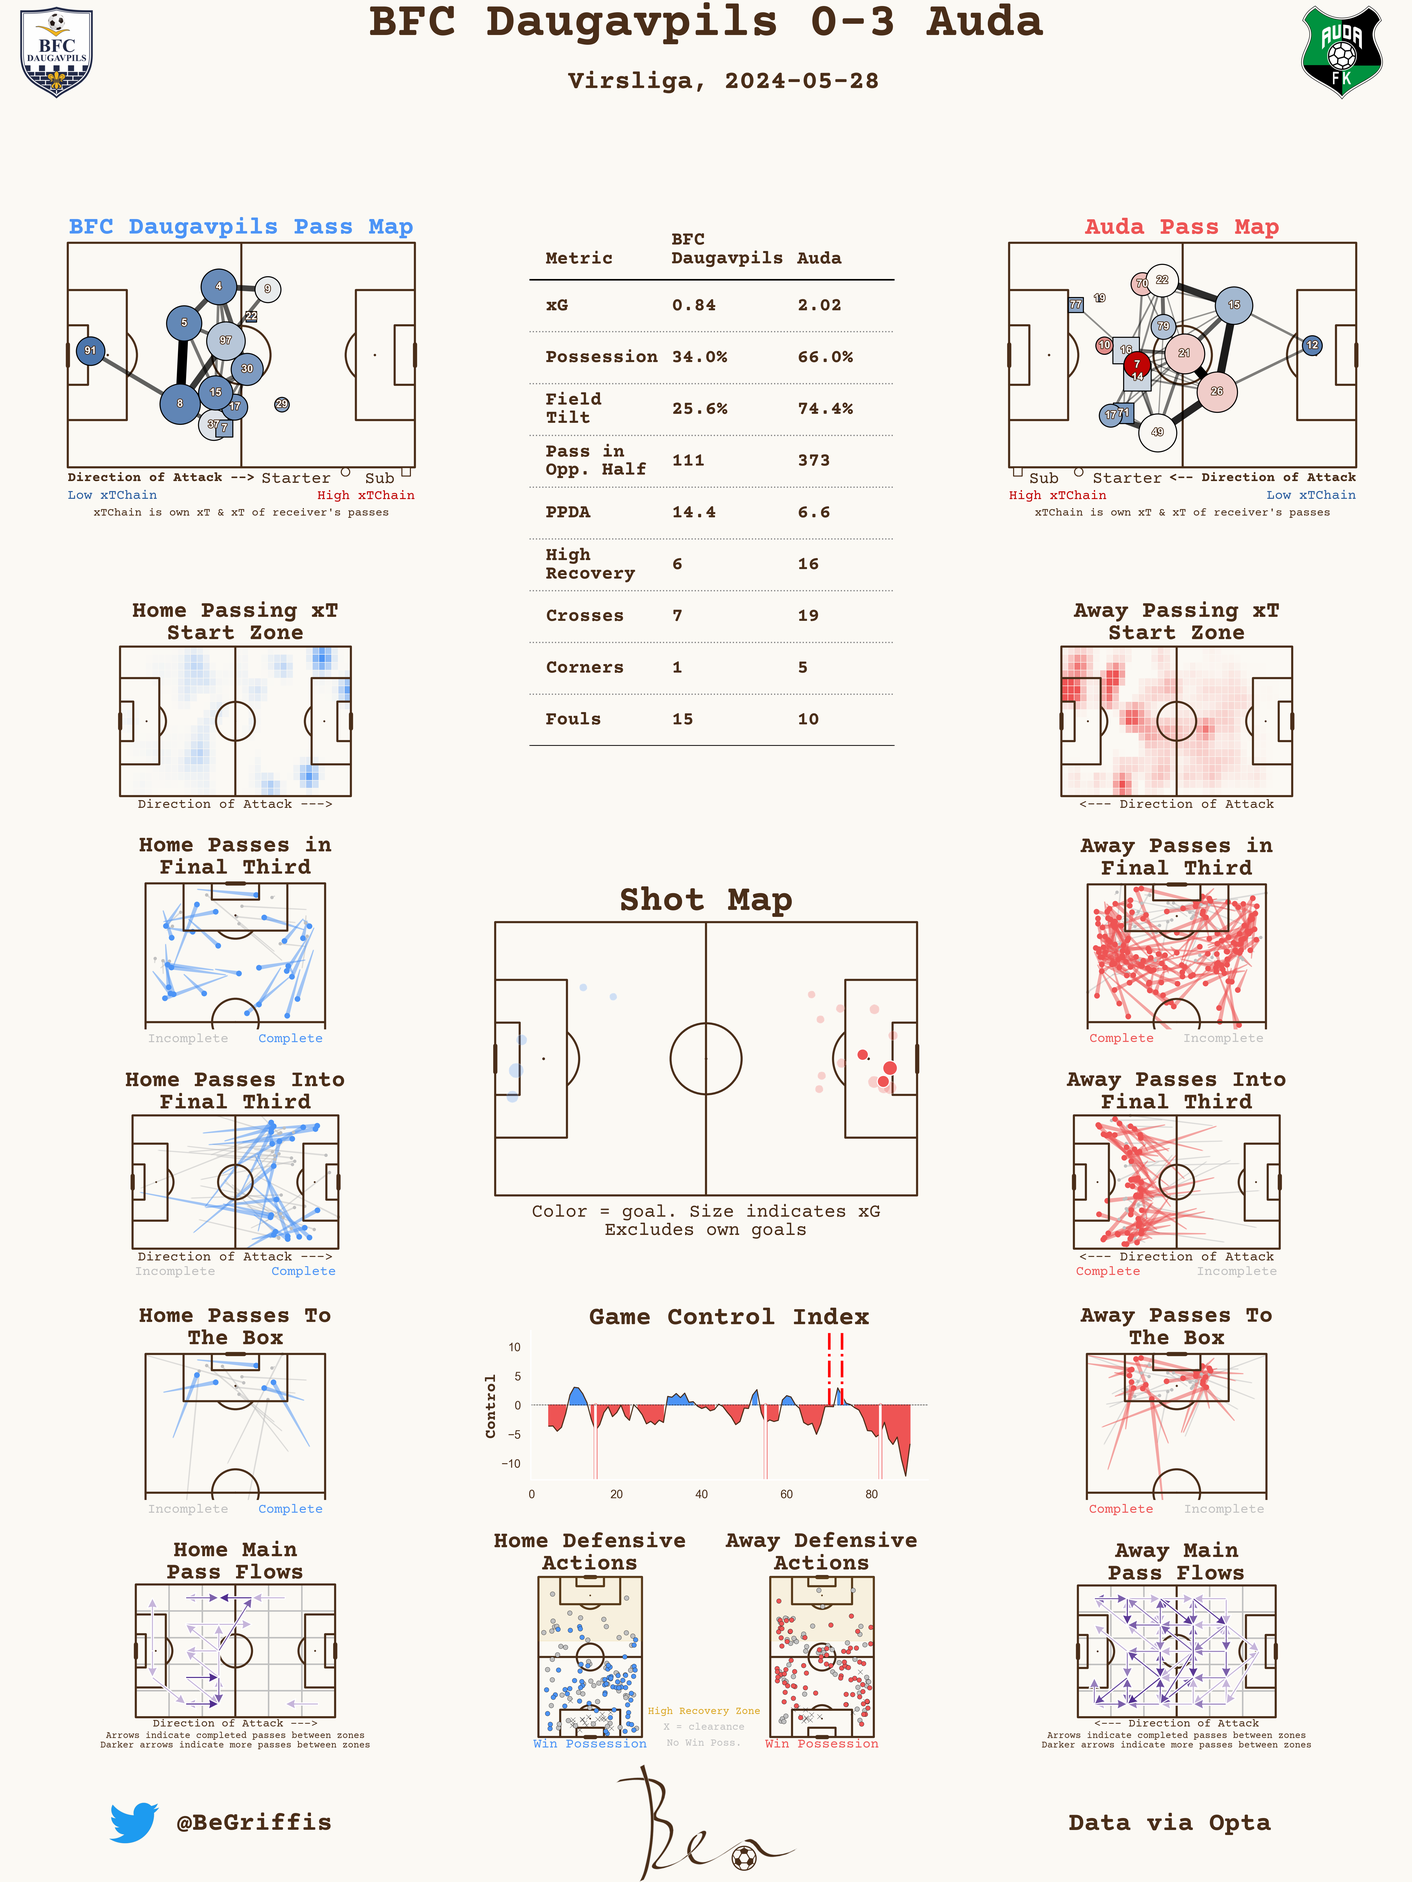 BFC Daugavpils 0-3 Auda
Virsliga, 2024-05-28
BFC
DAUGAVPILS
AUDA
FK
BFC Daugavpils Pass Map
4
9
22
5
97
91
30
15
8
17
29
37
7
Direction of Attack --> Starter Sub
Low xTChain High xTChain
xTChain is own xT & xT of receiver's passes
Metric BFC Daugavpils Auda
xG 0.84 2.02
Possession 34.0% 66.0%
Field Tilt 25.6% 74.4%
Pass in Opp. Half 111 373
PPDA 14.4 6.6
High Recovery 6 16
Crosses 7 19
Corners 1 5
Fouls 15 10
Auda Pass Map
70
22
19
77
15
79
10
16
21
12
7
14
26
17
71
49
Sub Starter <-- Direction of Attack
High xTChain Low xTChain
xTChain is own xT & xT of receiver's passes
Home Passing xT
Start Zone
Direction of Attack --->
Away Passing xT
Start Zone
<--- Direction of Attack
Home Passes in
Final Third
Incomplete Complete
Away Passes in
Final Third
Complete Incomplete
Shot Map
Color = goal. Size indicates xG
Excludes own goals
Home Passes Into
Final Third
Direction of Attack --->
Incomplete Complete
Away Passes Into
Final Third
<--- Direction of Attack
Complete Incomplete
Home Passes To
The Box
Incomplete Complete
Game Control Index
Control
10
5
0
−5
−10
0 20 40 60 80
Away Passes To
The Box
Complete Incomplete
Home Main
Pass Flows
Direction of Attack --->
Arrows indicate completed passes between zones
Darker arrows indicate more passes between zones
Home Defensive
Actions
Win Possession
Away Defensive
Actions
Win Possession
High Recovery Zone
X = clearance
No Win Poss.
Away Main
Pass Flows
<--- Direction of Attack
Arrows indicate completed passes between zones
Darker arrows indicate more passes between zones
@BeGriffis
Ben
Data via Opta